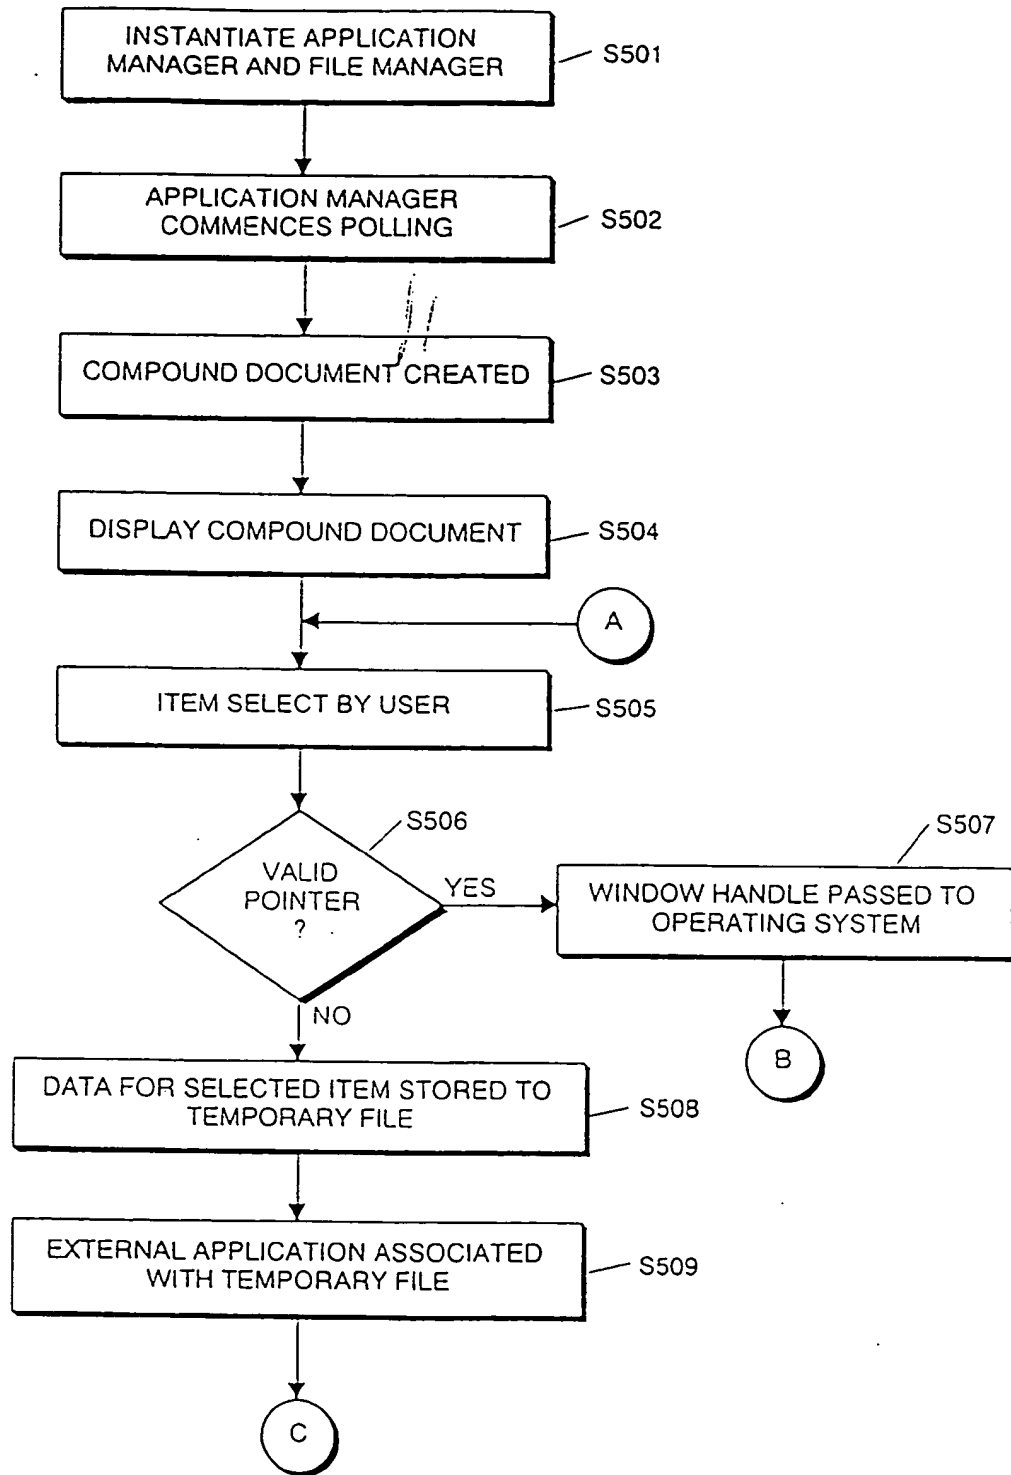 INSTANTIATE APPLICATION
MANAGER AND FILE MANAGER
S501
APPLICATION MANAGER
COMMENCES POLLING
S502
COMPOUND DOCUMENT CREATED
S503
DISPLAY COMPOUND DOCUMENT
S504
A
ITEM SELECT BY USER
S505
S506
VALID
POINTER
?
YES
S507
WINDOW HANDLE PASSED TO
OPERATING SYSTEM
B
NO
DATA FOR SELECTED ITEM STORED TO
TEMPORARY FILE
S508
EXTERNAL APPLICATION ASSOCIATED
WITH TEMPORARY FILE
S509
C